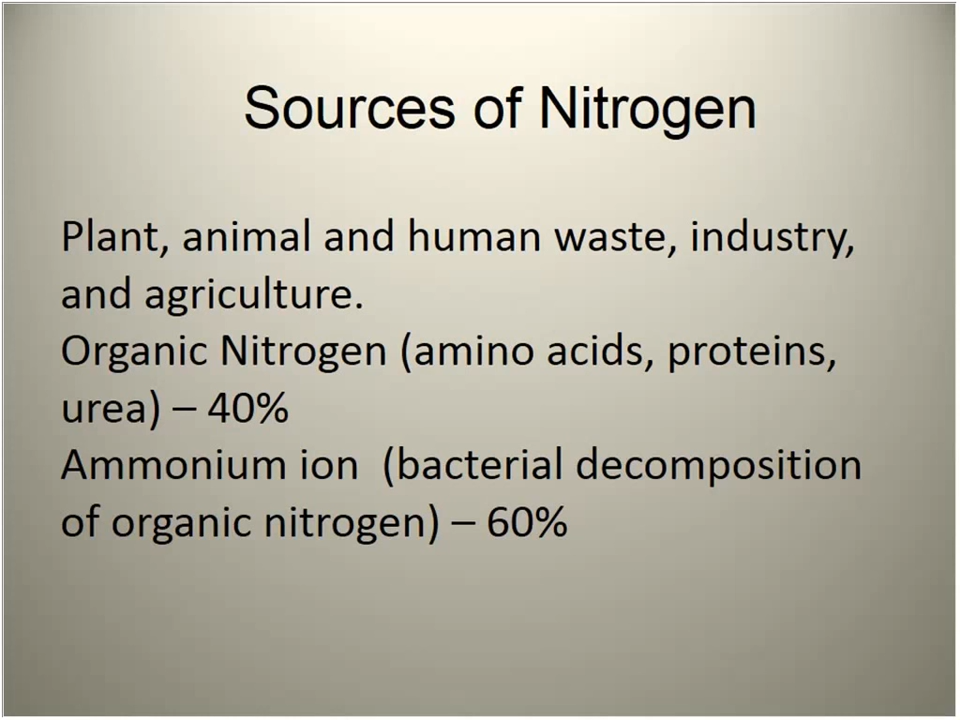 Sources of Nitrogen
Plant, animal and human waste, industry,
and agriculture.
Organic Nitrogen (amino acids, proteins,
urea) – 40%
Ammonium ion  (bacterial decomposition
of organic nitrogen) – 60%